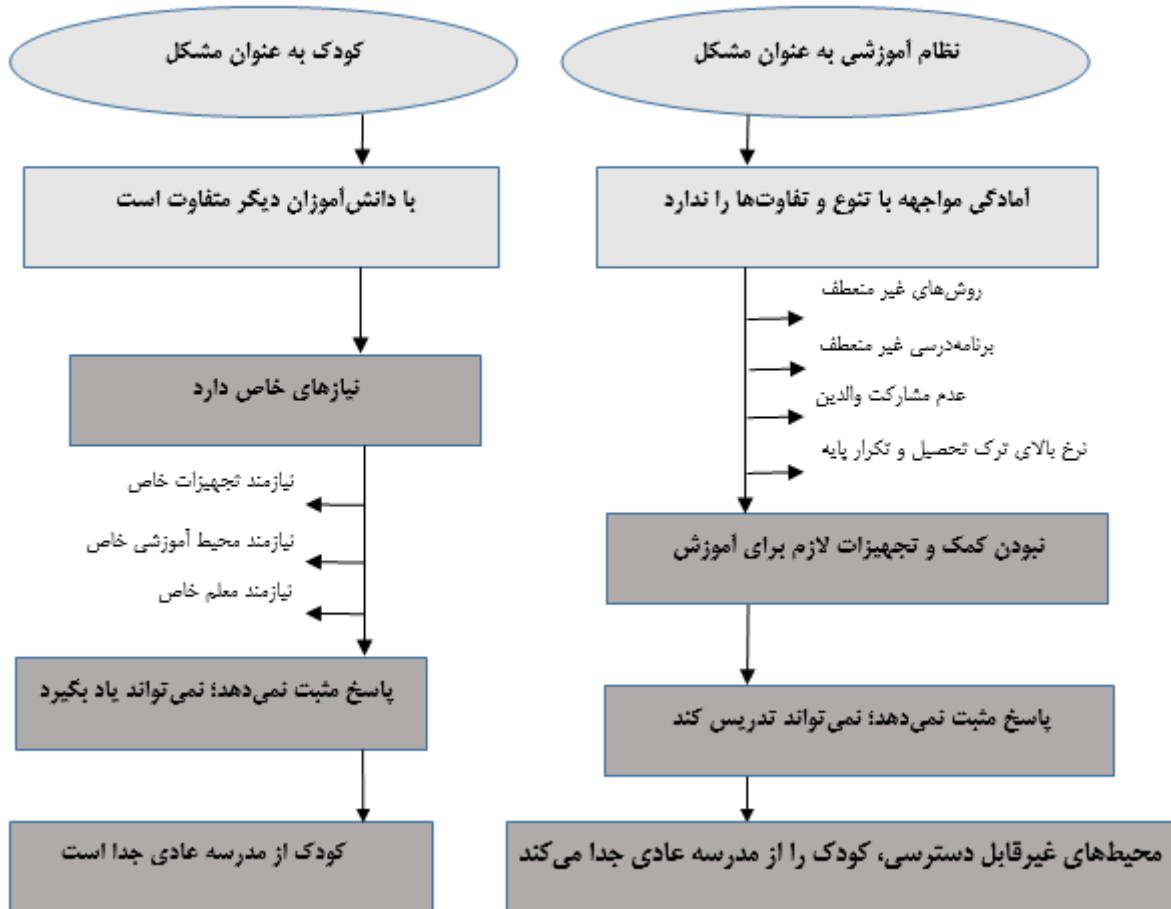 نظام آموزشی به عنوان مشکل
آمادگی مواجهه با تنوع و تفاوت‌ها را ندارد
روش‌های غیر منعطف
برنامه‌درسی غیر منعطف
عدم مشارکت والدین
نرخ بالای ترک تحصیل و تکرار پایه
نبودن کمک و تجهیزات لازم برای آموزش
پاسخ مثبت نمی‌دهد؛ نمی‌تواند تدریس کند
محیط‌های غیرقابل دسترسی، کودک را از مدرسه عادی جدا می‌کند
کودک به عنوان مشکل
با دانش‌آموزان دیگر متفاوت است
نیازهای خاص دارد
نیازمند تجهیزات خاص
نیازمند محیط آموزشی خاص
نیازمند معلم خاص
پاسخ مثبت نمی‌دهد؛ نمی‌تواند یاد بگیرد
کودک از مدرسه عادی جدا است